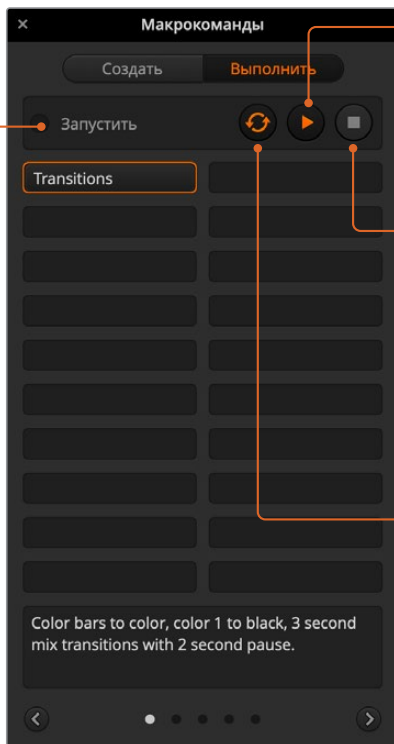 Макрокоманды
Создать
Выполнить
Запустить
Transitions
Color bars to color, color 1 to black, 3 second
mix transitions with 2 second pause.